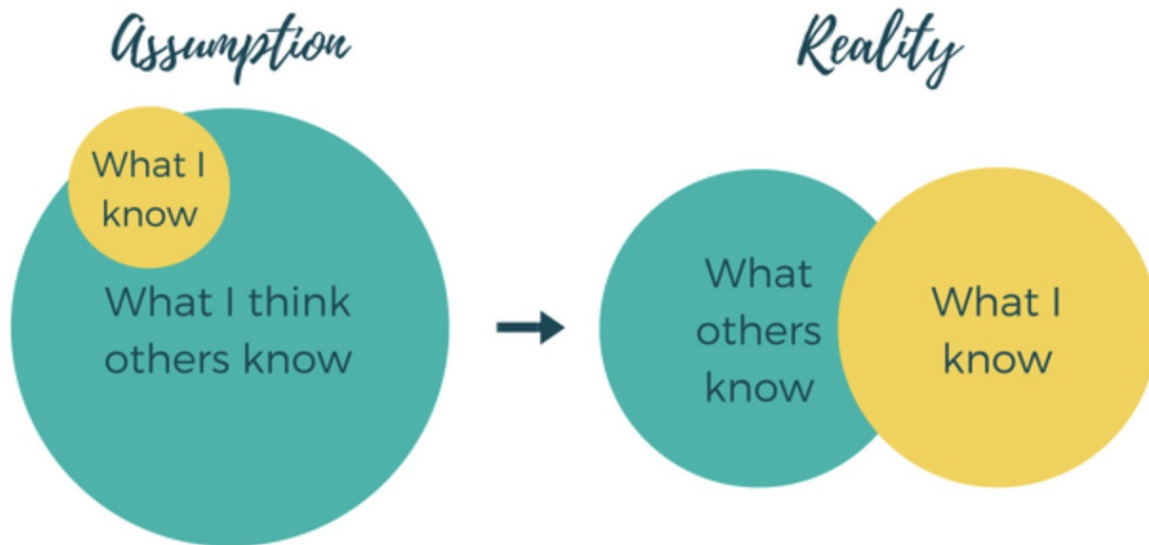 Assumption
What I
know
What I think
others know
Reality
What
others
know
What I
know